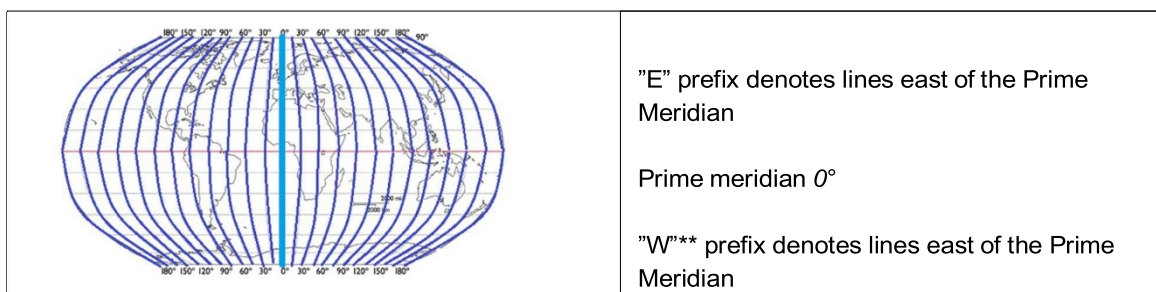 180° 150° 120° 90° 60° 30° 0° 30° 60° 90° 120° 150° 180° 90°
180° 150° 120° 90° 60° 30° 0° 30° 60° 90° 120° 150° 180°
”E” prefix denotes lines east of the Prime
Meridian
Prime meridian 0°
”W”** prefix denotes lines east of the Prime
Meridian